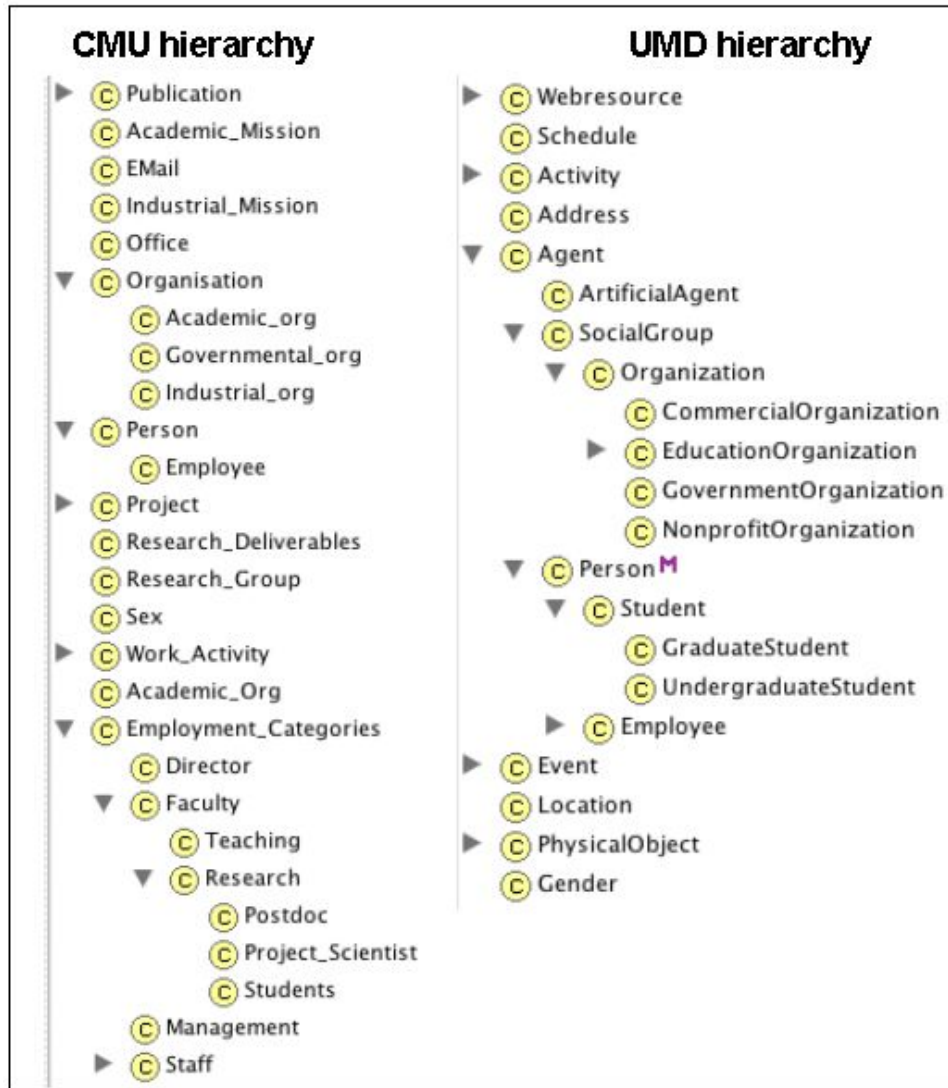 CMU hierarchy
C Publication
C Academic_Mission
C EMail
C Industrial_Mission
C Office
C Organisation
C Academic_org
C Governmental_org
C Industrial_org
C Person
C Employee
C Project
C Research_Deliverables
C Research_Group
C Sex
C Work_Activity
C Academic_Org
C Employment_Categories
C Director
C Faculty
C Teaching
C Research
C Postdoc
C Project_Scientist
C Students
C Management
C Staff
UMD hierarchy
C Webresource
C Schedule
C Activity
C Address
C Agent
C ArtificialAgent
C SocialGroup
C Organization
C CommercialOrganization
C EducationOrganization
C GovernmentOrganization
C NonprofitOrganization
C Person M
C Student
C GraduateStudent
C UndergraduateStudent
C Employee
C Event
C Location
C PhysicalObject
C Gender